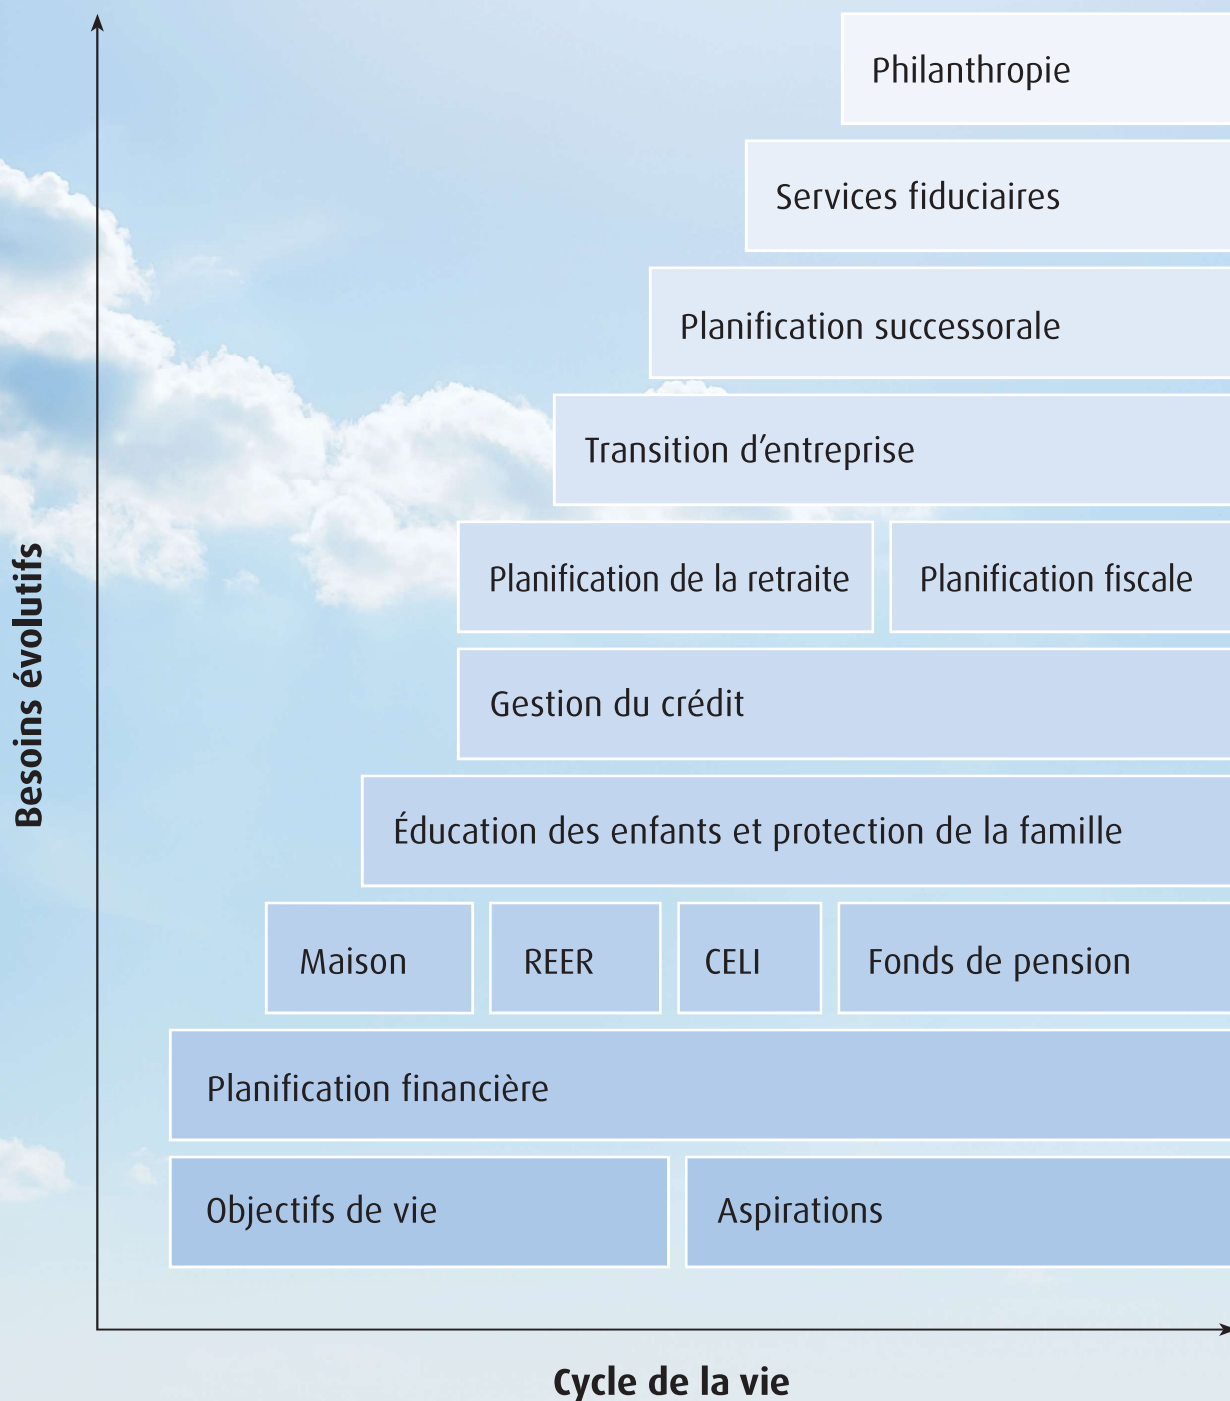 Philanthropie
Services fiduciaires
Planification successorale
Transition d’entreprise
Planification de la retraite
Planification fiscale
Gestion du crédit
Éducation des enfants et protection de la famille
Maison
REER
CELI
Fonds de pension
Planification financière
Objectifs de vie
Aspirations
Besoins évolutifs
Cycle de la vie